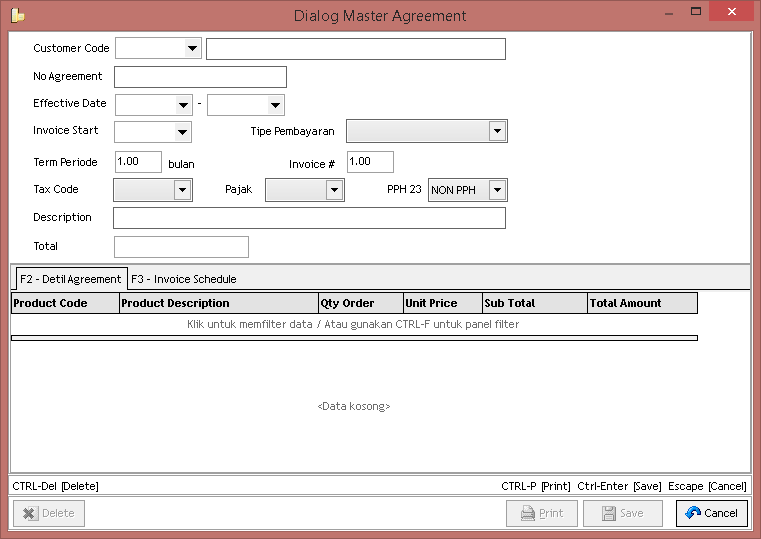 Dialog Master Agreement
Customer Code
No Agreement
Effective Date -
Invoice Start Tipe Pembayaran
Term Periode 1.00 bulan Invoice # 1.00
Tax Code Pajak PPH 23 NON PPH
Description
Total
F2 - Detil Agreement F3 - Invoice Schedule
Product Code Product Description Qty Order Unit Price Sub Total Total Amount
Klik untuk memfilter data / Atau gunakan CTRL-F untuk panel filter
<Data kosong>
CTRL-Del [Delete] CTRL-P [Print] Ctrl-Enter [Save] Escape [Cancel]
Delete Print Save Cancel